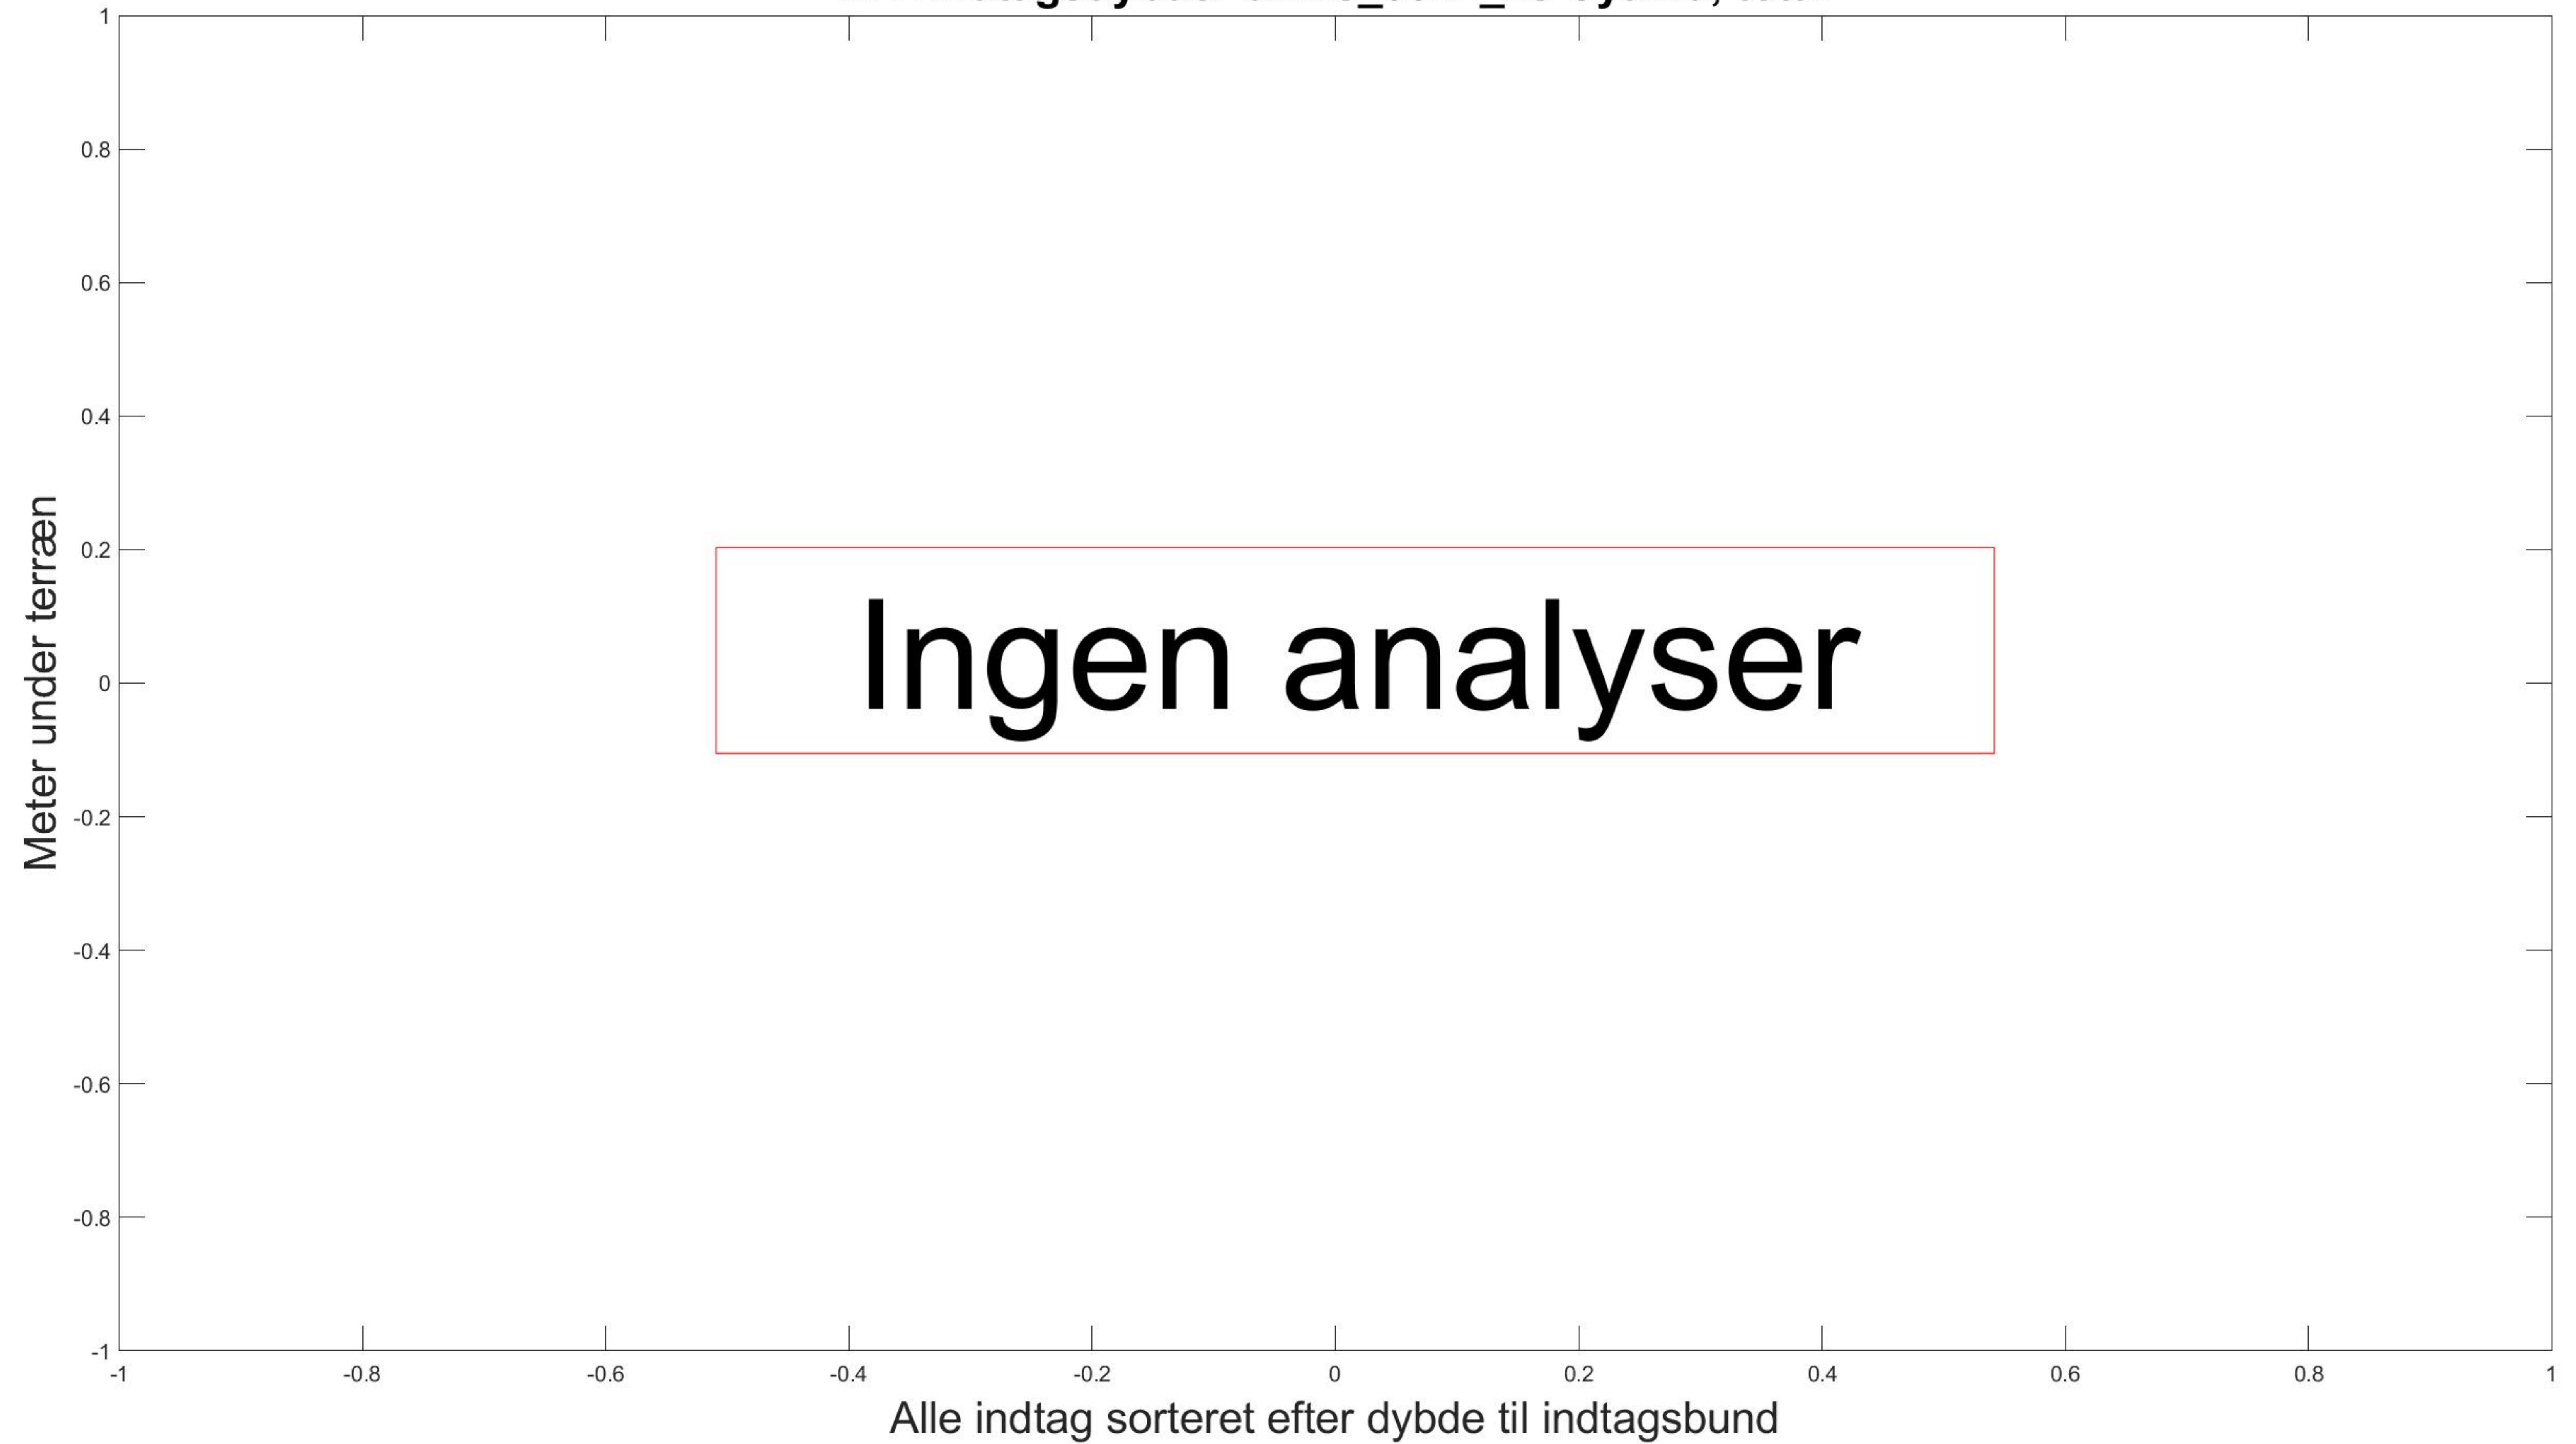 1
0.8
0.6
0.4
0.2
0
-0.2
-0.4
-0.6
-0.8
-1
Meter under terræn
Ingen analyser
-1 -0.8 -0.6 -0.4 -0.2 0 0.2 0.4 0.6 0.8 1
Alle indtag sorteret efter dybde til indtagsbund